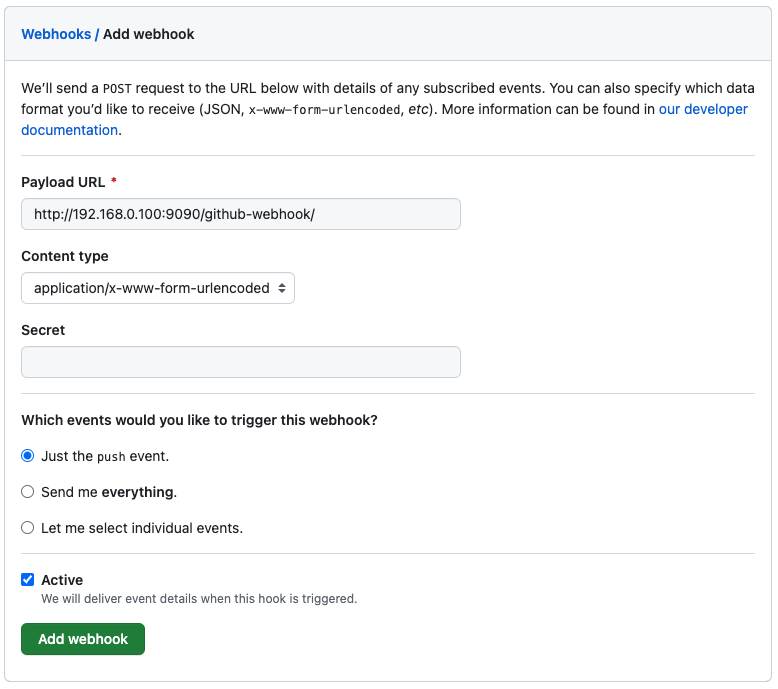 Webhooks / Add webhook
We’ll send a POST request to the URL below with details of any subscribed events. You can also specify which data
format you’d like to receive (JSON, x-www-form-urlencoded, etc). More information can be found in our developer
documentation.
Payload URL *
http://192.168.0.100:9090/github-webhook/
Content type
application/x-www-form-urlencoded
Secret
Which events would you like to trigger this webhook?
Just the push event.
Send me everything.
Let me select individual events.
Active
We will deliver event details when this hook is triggered.
Add webhook